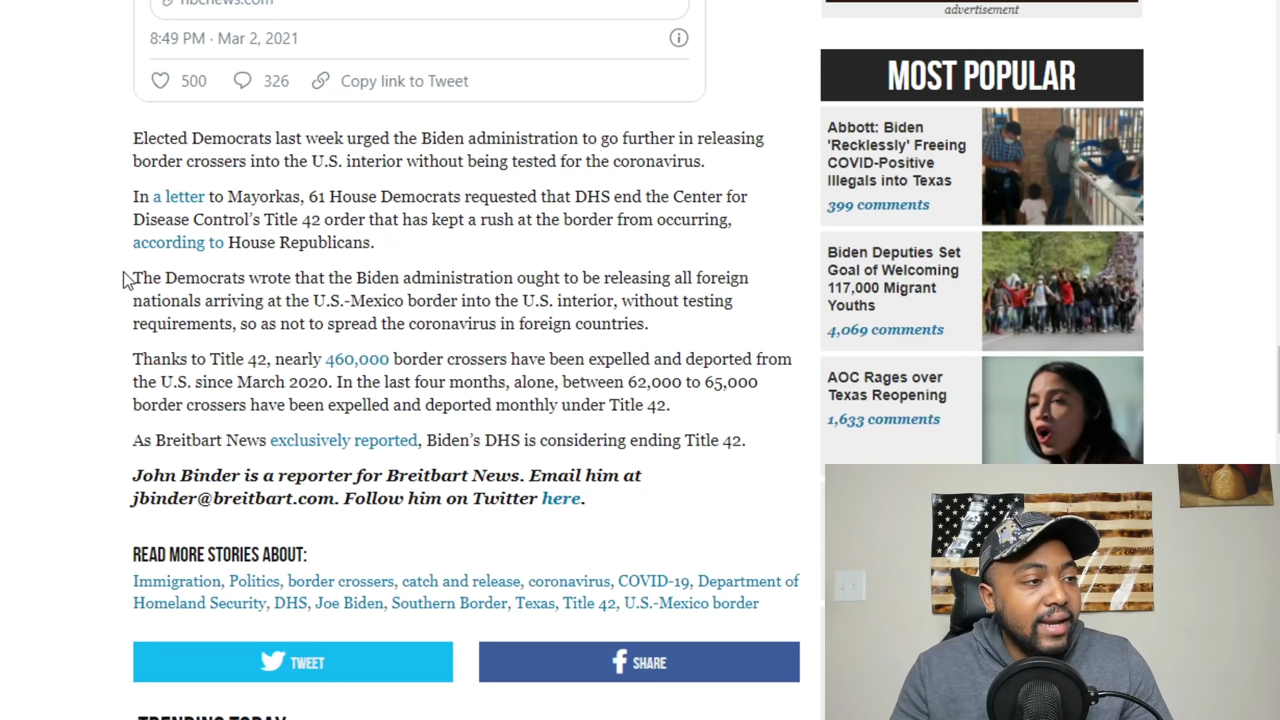 nbcnews.com
8:49 PM · Mar 2, 2021
500 326 Copy link to Tweet
Elected Democrats last week urged the Biden administration to go further in releasing
border crossers into the U.S. interior without being tested for the coronavirus.
In a letter to Mayorkas, 61 House Democrats requested that DHS end the Center for
Disease Control's Title 42 order that has kept a rush at the border from occurring,
according to House Republicans.
The Democrats wrote that the Biden administration ought to be releasing all foreign
nationals arriving at the U.S.-Mexico border into the U.S. interior, without testing
requirements, so as not to spread the coronavirus in foreign countries.
Thanks to Title 42, nearly 460,000 border crossers have been expelled and deported from
the U.S. since March 2020. In the last four months, alone, between 62,000 to 65,000
border crossers have been expelled and deported monthly under Title 42.
As Breitbart News exclusively reported, Biden's DHS is considering ending Title 42.
John Binder is a reporter for Breitbart News. Email him at
jbinder@breitbart.com. Follow him on Twitter here.
READ MORE STORIES ABOUT:
Immigration, Politics, border crossers, catch and release, coronavirus, COVID-19, Department of
Homeland Security, DHS, Joe Biden, Southern Border, Texas, Title 42, U.S.-Mexico border
TWEET
SHARE
TRENDING TODAY
advertisement
MOST POPULAR
Abbott: Biden
'Recklessly' Freeing
COVID-Positive
Illegals into Texas
399 comments
Biden Deputies Set
Goal of Welcoming
117,000 Migrant
Youths
4,069 comments
AOC Rages over
Texas Reopening
1,633 comments